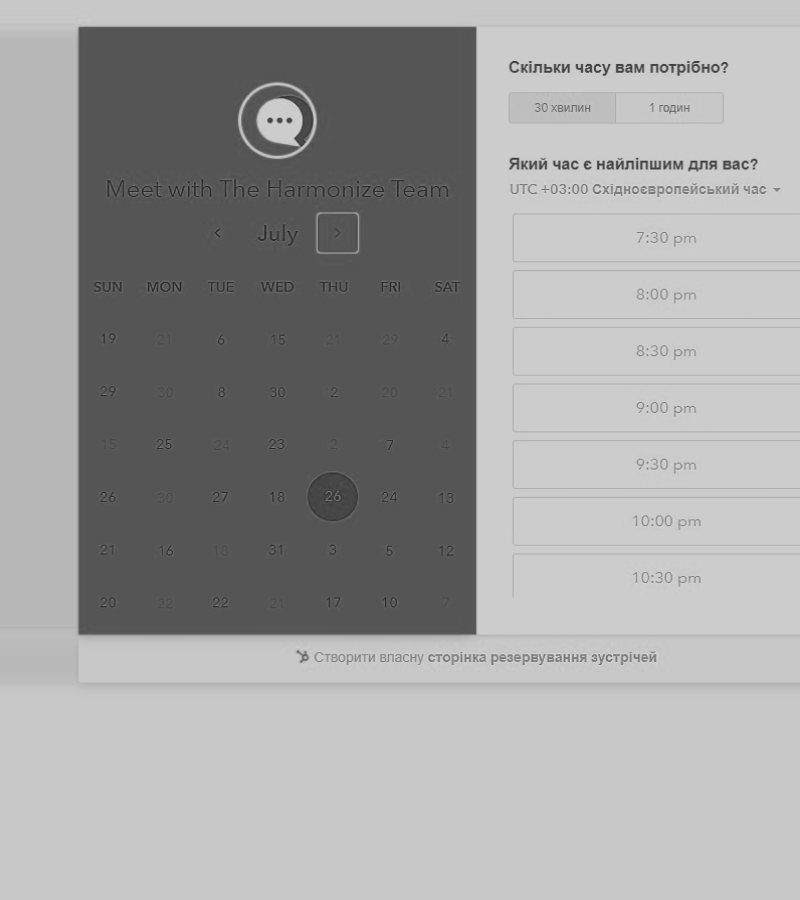 Meet with The Harmonize Team
July
SUN MON TUE WED THU FRI SAT
19 21 6 15 21 29 4
29 30 8 30 2 20 21
15 25 24 23 2 7 4
26 30 27 18 26 24 13
21 16 18 31 3 5 12
20 22 22 21 17 10 7
Скільки часу вам потрібно?
30 хвилин 1 годин
Який час є найліпшим для вас?
UTC +03:00 Східноєвропейський час
7:30 pm
8:00 pm
8:30 pm
9:00 pm
9:30 pm
10:00 pm
10:30 pm
Створити власну сторінка резервування зустрічей